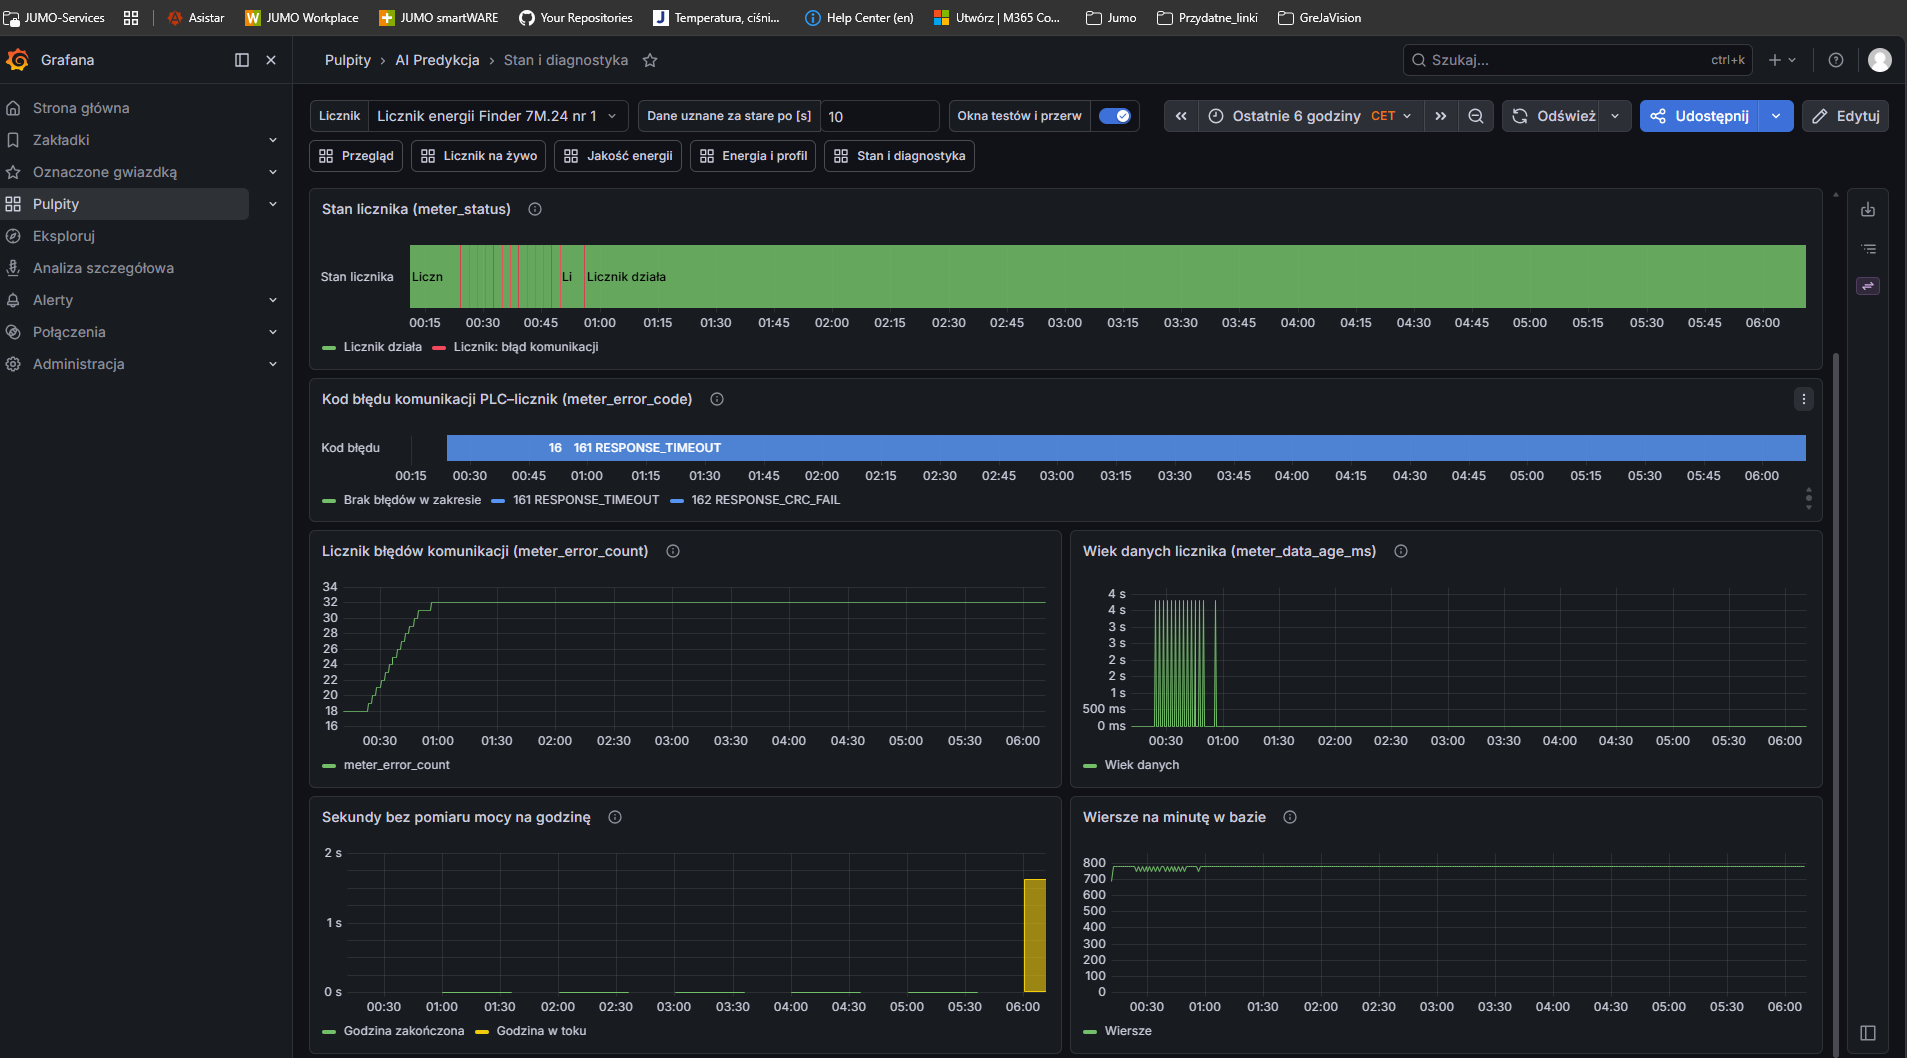 JUMO-Services Asistar JUMO Workplace JUMO smartWARE Your Repositories Temperatura, ciśni... Help Center (en) Utwórz | M365 Co... Jumo Przydatne_linki GreJaVision
Grafana
Pulpity › AI Predykcja › Stan i diagnostyka
Szukaj... ctrl+k
Strona główna
Zakładki
Oznaczone gwiazdką
Pulpity
Eksploruj
Analiza szczegółowa
Alerty
Połączenia
Administracja
Licznik Licznik energii Finder 7M.24 nr 1 Dane uznane za stare po [s] 10 Okna testów i przerw Ostatnie 6 godziny CET Odśwież Udostępnij Edytuj
Przegląd Licznik na żywo Jakość energii Energia i profil Stan i diagnostyka
Stan licznika (meter_status)
Stan licznika Liczn Li Licznik działa
00:15 00:30 00:45 01:00 01:15 01:30 01:45 02:00 02:15 02:30 02:45 03:00 03:15 03:30 03:45 04:00 04:15 04:30 04:45 05:00 05:15 05:30 05:45 06:00
Licznik działa Licznik: błąd komunikacji
Kod błędu komunikacji PLC–licznik (meter_error_code)
Kod błędu 16 161 RESPONSE_TIMEOUT
00:15 00:30 00:45 01:00 01:15 01:30 01:45 02:00 02:15 02:30 02:45 03:00 03:15 03:30 03:45 04:00 04:15 04:30 04:45 05:00 05:15 05:30 05:45 06:00
Brak błędów w zakresie 161 RESPONSE_TIMEOUT 162 RESPONSE_CRC_FAIL
Licznik błędów komunikacji (meter_error_count)
34
32
30
28
26
24
22
20
18
16
00:30 01:00 01:30 02:00 02:30 03:00 03:30 04:00 04:30 05:00 05:30 06:00
meter_error_count
Wiek danych licznika (meter_data_age_ms)
4 s
4 s
3 s
3 s
2 s
2 s
1 s
500 ms
0 ms
00:30 01:00 01:30 02:00 02:30 03:00 03:30 04:00 04:30 05:00 05:30 06:00
Wiek danych
Sekundy bez pomiaru mocy na godzinę
2 s
1 s
0 s
00:30 01:00 01:30 02:00 02:30 03:00 03:30 04:00 04:30 05:00 05:30 06:00
Godzina zakończona Godzina w toku
Wiersze na minutę w bazie
800
700
600
500
400
300
200
100
0
00:30 01:00 01:30 02:00 02:30 03:00 03:30 04:00 04:30 05:00 05:30 06:00
Wiersze